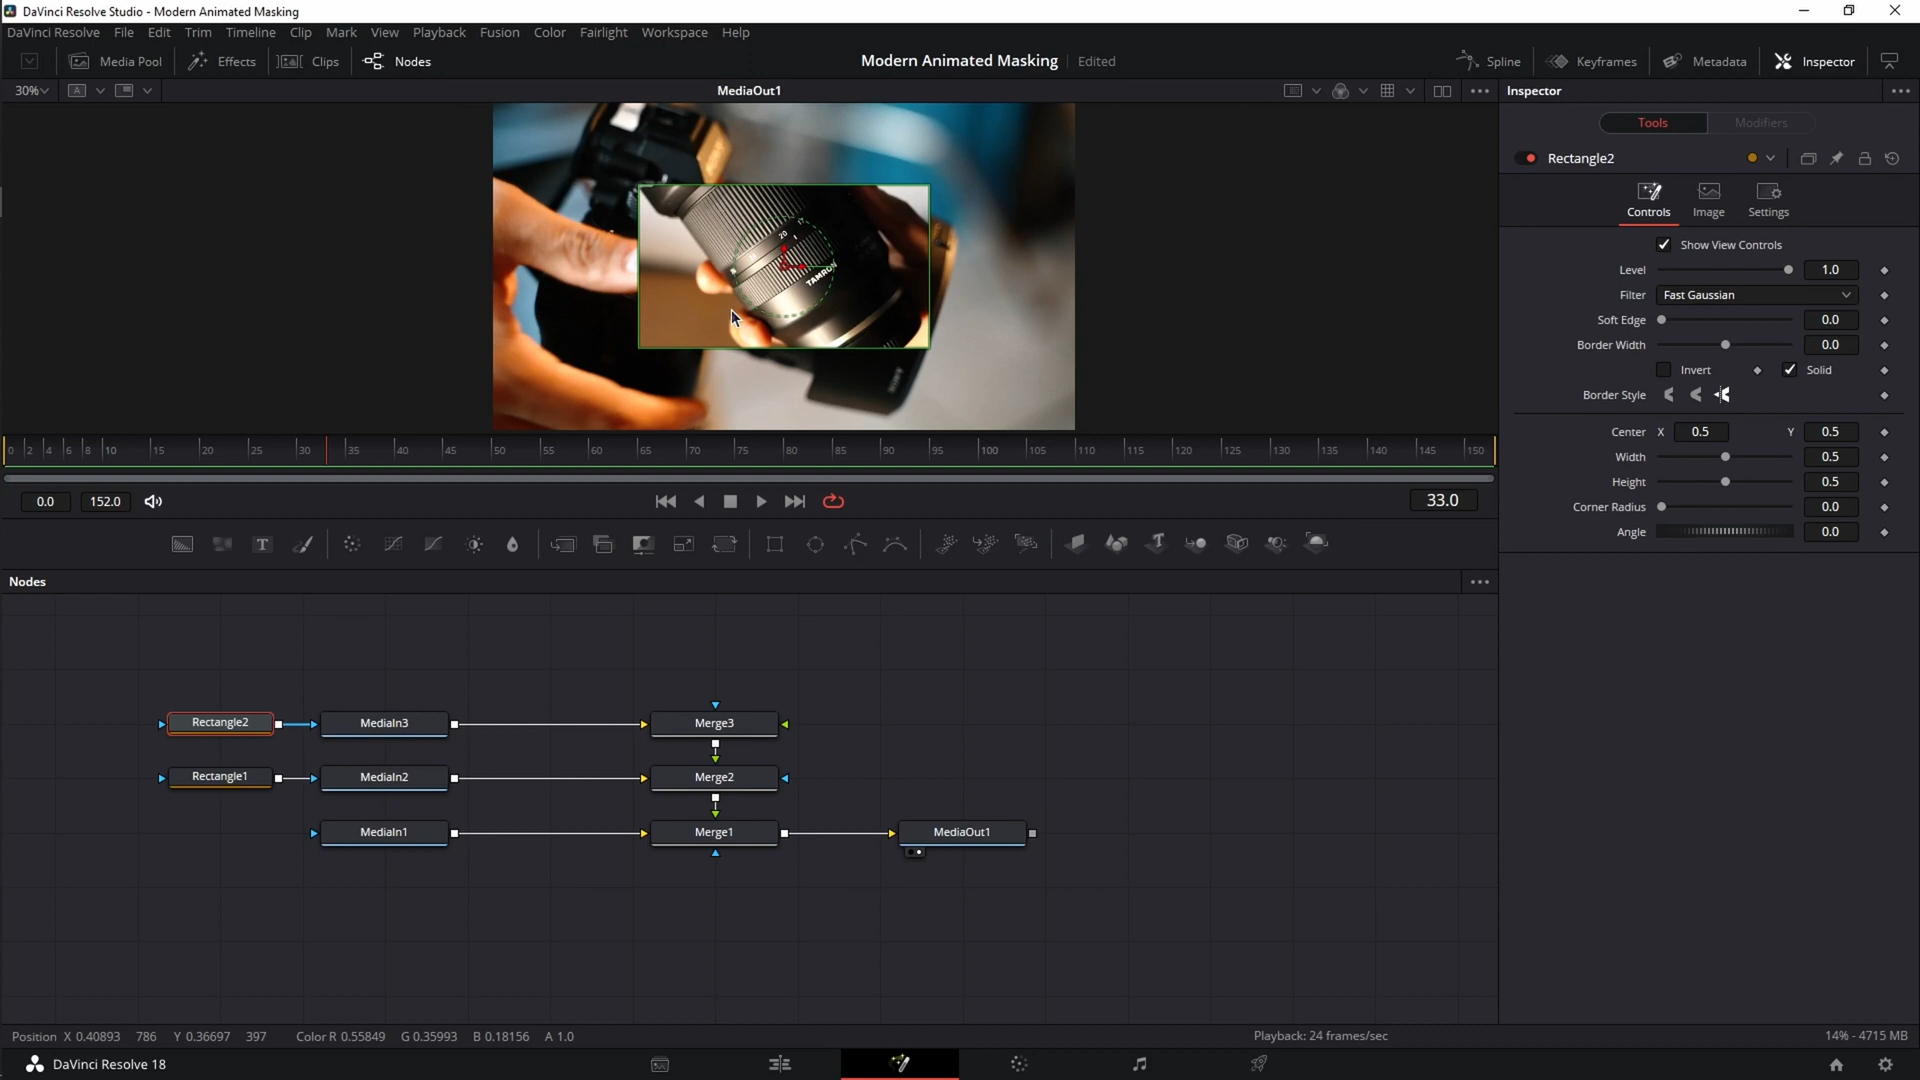 DaVinci Resolve Studio - Modern Animated Masking
DaVinci Resolve File Edit Trim Timeline Clip Mark View Playback Fusion Color Fairlight Workspace Help
Media Pool Effects Clips Nodes Modern Animated Masking Edited Spline Keyframes Metadata Inspector
30% A MediaOut1 Inspector
Tools Modifiers
Rectangle2
Controls Image Settings
Show View Controls
Level 1.0
Filter Fast Gaussian
Soft Edge 0.0
Border Width 0.0
Invert Solid
Border Style
Center X 0.5 Y 0.5
Width 0.5
Height 0.5
Corner Radius 0.0
Angle 0.0
20
TAMRON
0 2 4 6 8 10 15 20 25 30 35 40 45 50 55 60 65 70 75 80 85 90 95 100 105 110 115 120 125 130 135 140 145 150
0.0 152.0 33.0
T
Nodes
Rectangle2 MediaIn3 Merge3
Rectangle1 MediaIn2 Merge2
MediaIn1 Merge1 MediaOut1
Position X 0.40893 786 Y 0.36697 397 Color R 0.55849 G 0.35993 B 0.18156 A 1.0 Playback: 24 frames/sec 14% - 4715 MB
DaVinci Resolve 18